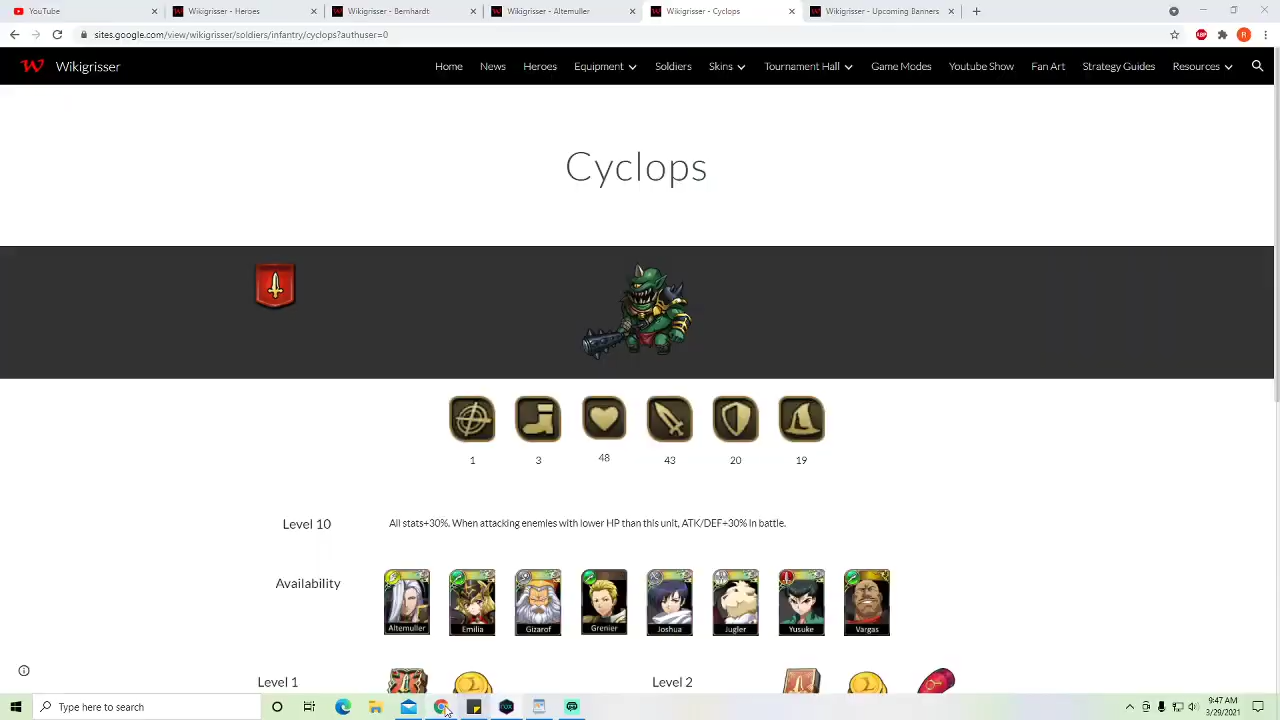 YouTube
Wikigrisser - Heroes
Wikigrisser - Bernhardt
Wikigrisser - Altemuller
Wikigrisser - Cyclops
Wikigrisser - Upcoming Banners
sites.google.com/view/wikigrisser/soldiers/infantry/cyclops?authuser=0
ABP
R
W Wikigrisser
Home News Heroes Equipment Soldiers Skins Tournament Hall Game Modes Youtube Show Fan Art Strategy Guides Resources
Cyclops
1 3 48 43 20 19
Level 10 All stats+30%. When attacking enemies with lower HP than this unit, ATK/DEF+30% in battle.
Availability
Altemuller Emilia Gizarof Grenier Joshua Jugler Yusuke Vargas
Level 1 Level 2
Type here to search
9:47 AM
3/29/2021